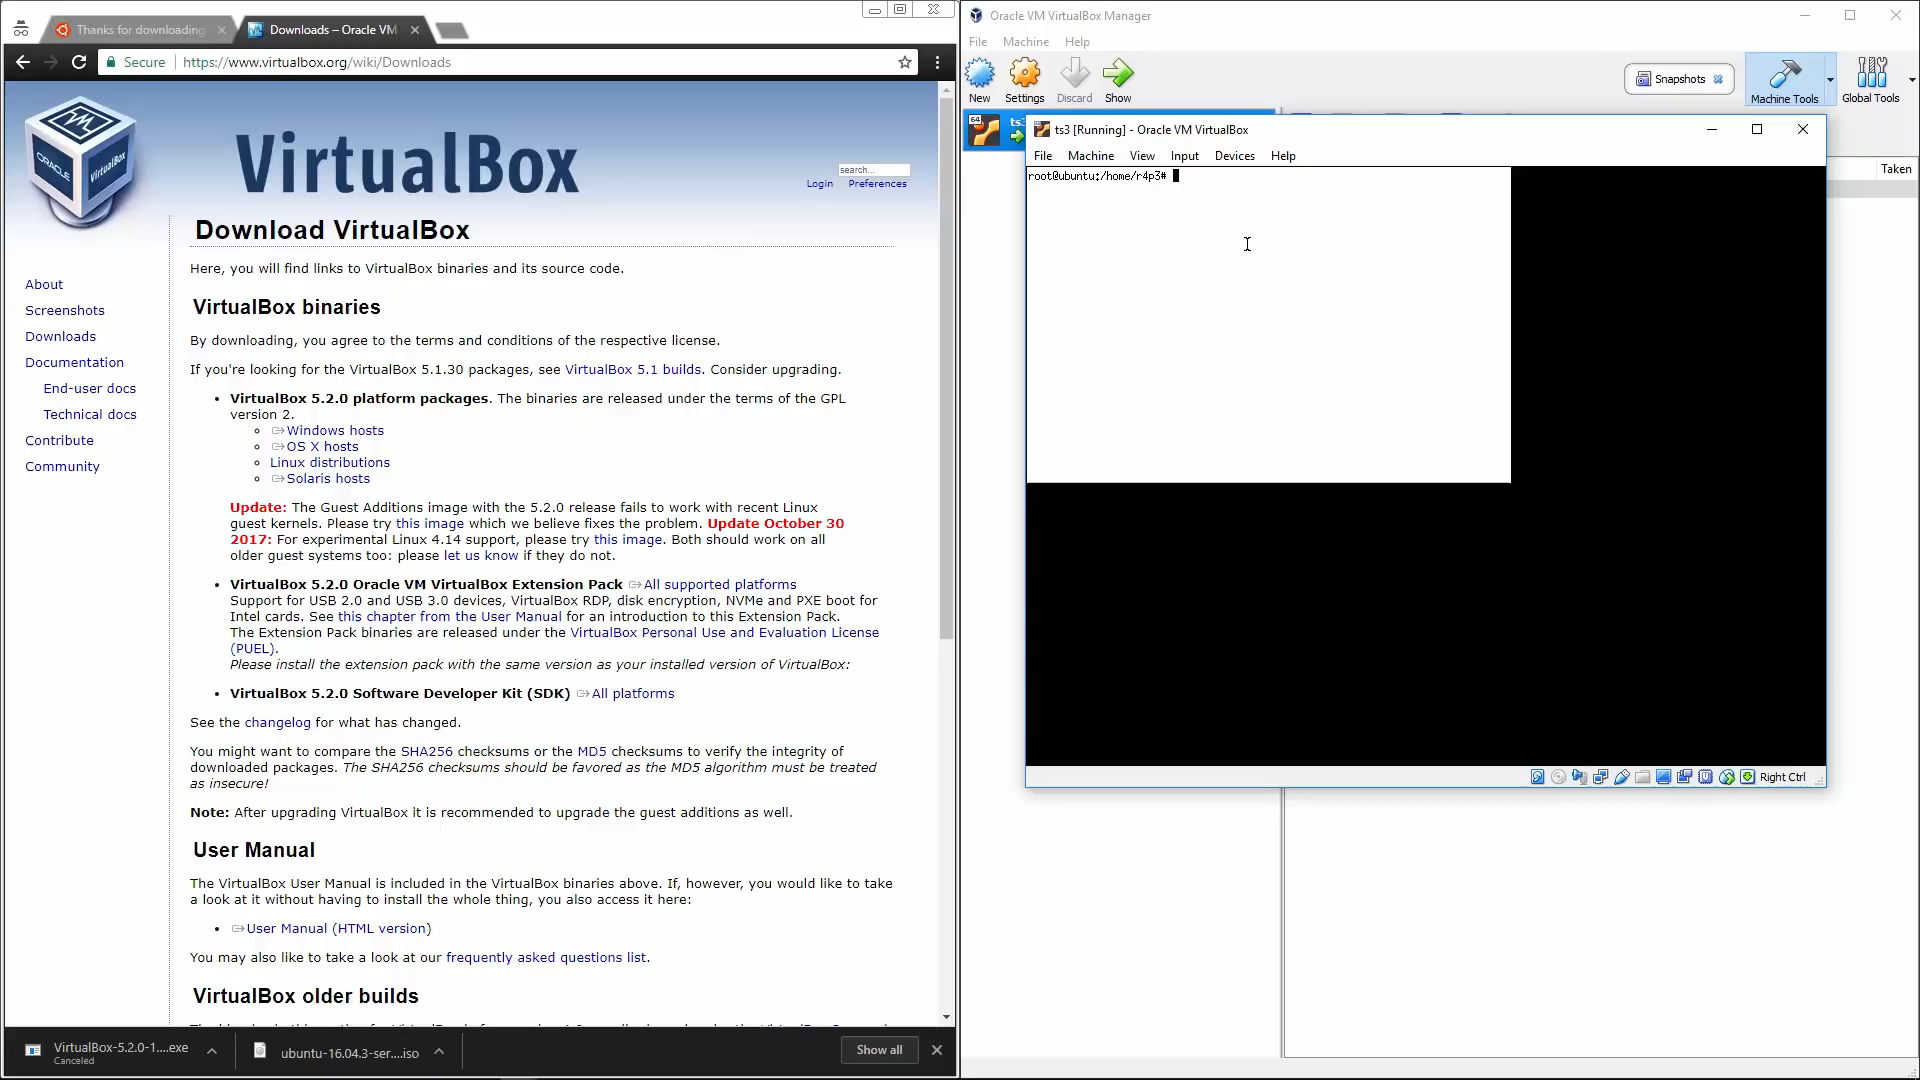 Thanks for downloading
Downloads – Oracle VM
Secure
https://www.virtualbox.org/wiki/Downloads
ORACLE
VirtualBox
VirtualBox
search...
Login
Preferences
Download VirtualBox
About
Screenshots
Downloads
Documentation
End-user docs
Technical docs
Contribute
Community
Here, you will find links to VirtualBox binaries and its source code.
VirtualBox binaries
By downloading, you agree to the terms and conditions of the respective license.
If you're looking for the VirtualBox 5.1.30 packages, see VirtualBox 5.1 builds. Consider upgrading.
• VirtualBox 5.2.0 platform packages. The binaries are released under the terms of the GPL
version 2.
Windows hosts
OS X hosts
Linux distributions
Solaris hosts
Update: The Guest Additions image with the 5.2.0 release fails to work with recent Linux
guest kernels. Please try this image which we believe fixes the problem. Update October 30
2017: For experimental Linux 4.14 support, please try this image. Both should work on all
older guest systems too: please let us know if they do not.
• VirtualBox 5.2.0 Oracle VM VirtualBox Extension Pack All supported platforms
Support for USB 2.0 and USB 3.0 devices, VirtualBox RDP, disk encryption, NVMe and PXE boot for
Intel cards. See this chapter from the User Manual for an introduction to this Extension Pack.
The Extension Pack binaries are released under the VirtualBox Personal Use and Evaluation License
(PUEL).
Please install the extension pack with the same version as your installed version of VirtualBox:
• VirtualBox 5.2.0 Software Developer Kit (SDK) All platforms
See the changelog for what has changed.
You might want to compare the SHA256 checksums or the MD5 checksums to verify the integrity of
downloaded packages. The SHA256 checksums should be favored as the MD5 algorithm must be treated
as insecure!
Note: After upgrading VirtualBox it is recommended to upgrade the guest additions as well.
User Manual
The VirtualBox User Manual is included in the VirtualBox binaries above. If, however, you would like to take
a look at it without having to install the whole thing, you also access it here:
• User Manual (HTML version)
You may also like to take a look at our frequently asked questions list.
VirtualBox older builds
VirtualBox-5.2.0-1....exe
Canceled
ubuntu-16.04.3-ser....iso
Show all
Oracle VM VirtualBox Manager
File Machine Help
New
Settings
Discard
Show
Snapshots
Machine Tools
Global Tools
64
ts3
Taken
ts3 [Running] - Oracle VM VirtualBox
File Machine View Input Devices Help
root@ubuntu:/home/r4p3#
Right Ctrl